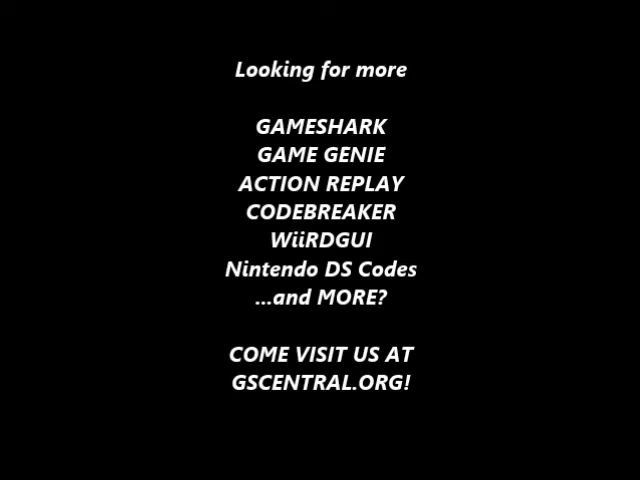 Looking for more
GAMESHARK
GAME GENIE
ACTION REPLAY
CODEBREAKER
WiiRDGUI
Nintendo DS Codes
...and MORE?
COME VISIT US AT
GSCENTRAL.ORG!